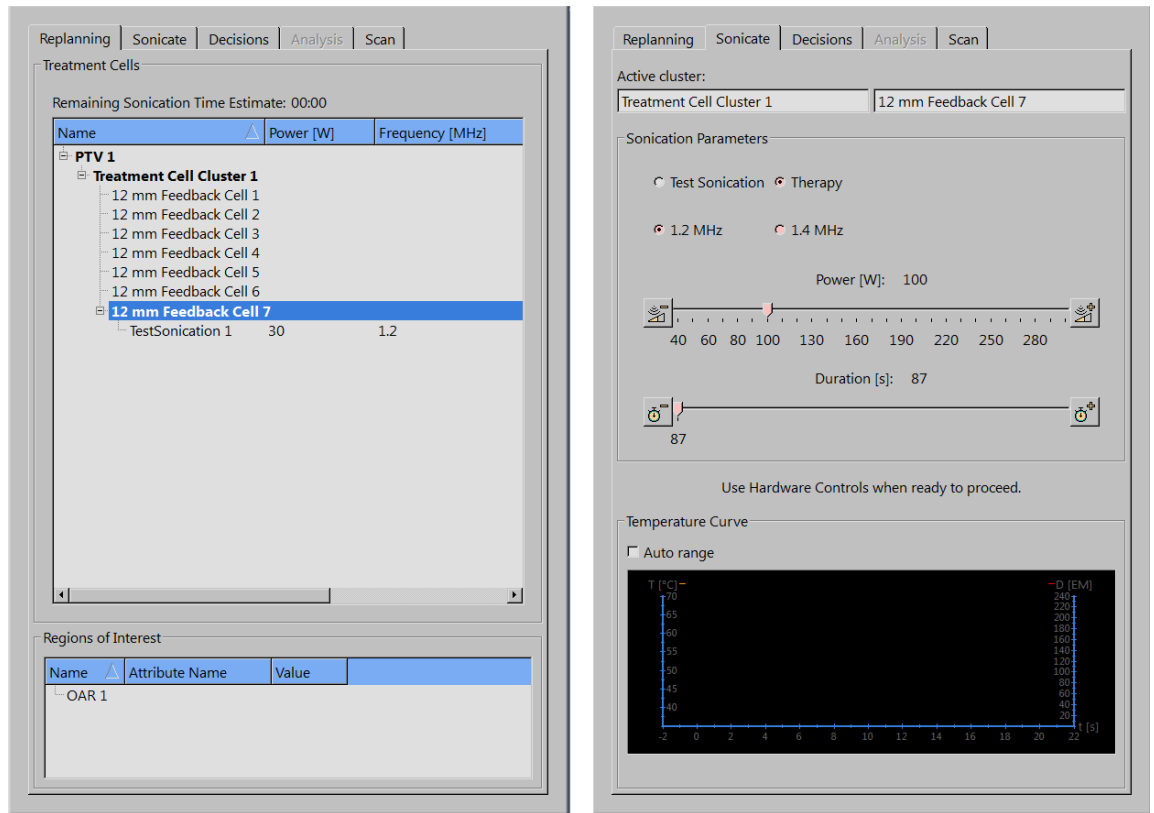 Replanning Sonicate Decisions Analysis Scan
Treatment Cells
Remaining Sonication Time Estimate: 00:00
Name Power [W] Frequency [MHz]
PTV 1
Treatment Cell Cluster 1
12 mm Feedback Cell 1
12 mm Feedback Cell 2
12 mm Feedback Cell 3
12 mm Feedback Cell 4
12 mm Feedback Cell 5
12 mm Feedback Cell 6
12 mm Feedback Cell 7
TestSonication 1 30 1.2
Regions of Interest
Name Attribute Name Value
OAR 1
Replanning Sonicate Decisions Analysis Scan
Active cluster:
Treatment Cell Cluster 1 12 mm Feedback Cell 7
Sonication Parameters
Test Sonication Therapy
1.2 MHz 1.4 MHz
Power [W]: 100
40 60 80 100 130 160 190 220 250 280
Duration [s]: 87
87
Use Hardware Controls when ready to proceed.
Temperature Curve
Auto range
T [°C] D [EM]
70 240
220
65 200
180
60 160
55 140
120
50 100
80
45 60
40 40
20
t [s]
-2 0 2 4 6 8 10 12 14 16 18 20 22